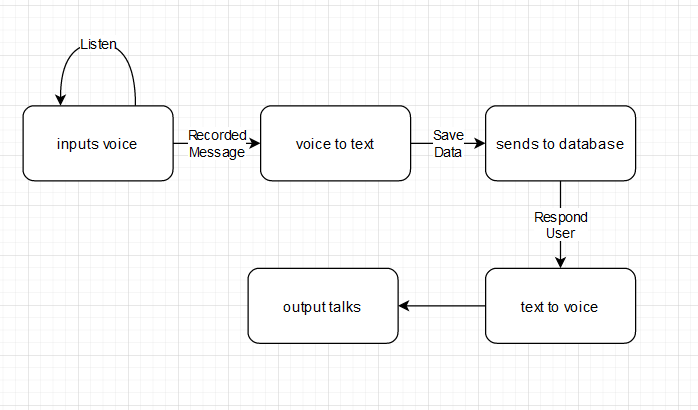 Listen
inputs voice
Recorded
Message
voice to text
Save
Data
sends to database
Respond
User
output talks
text to voice